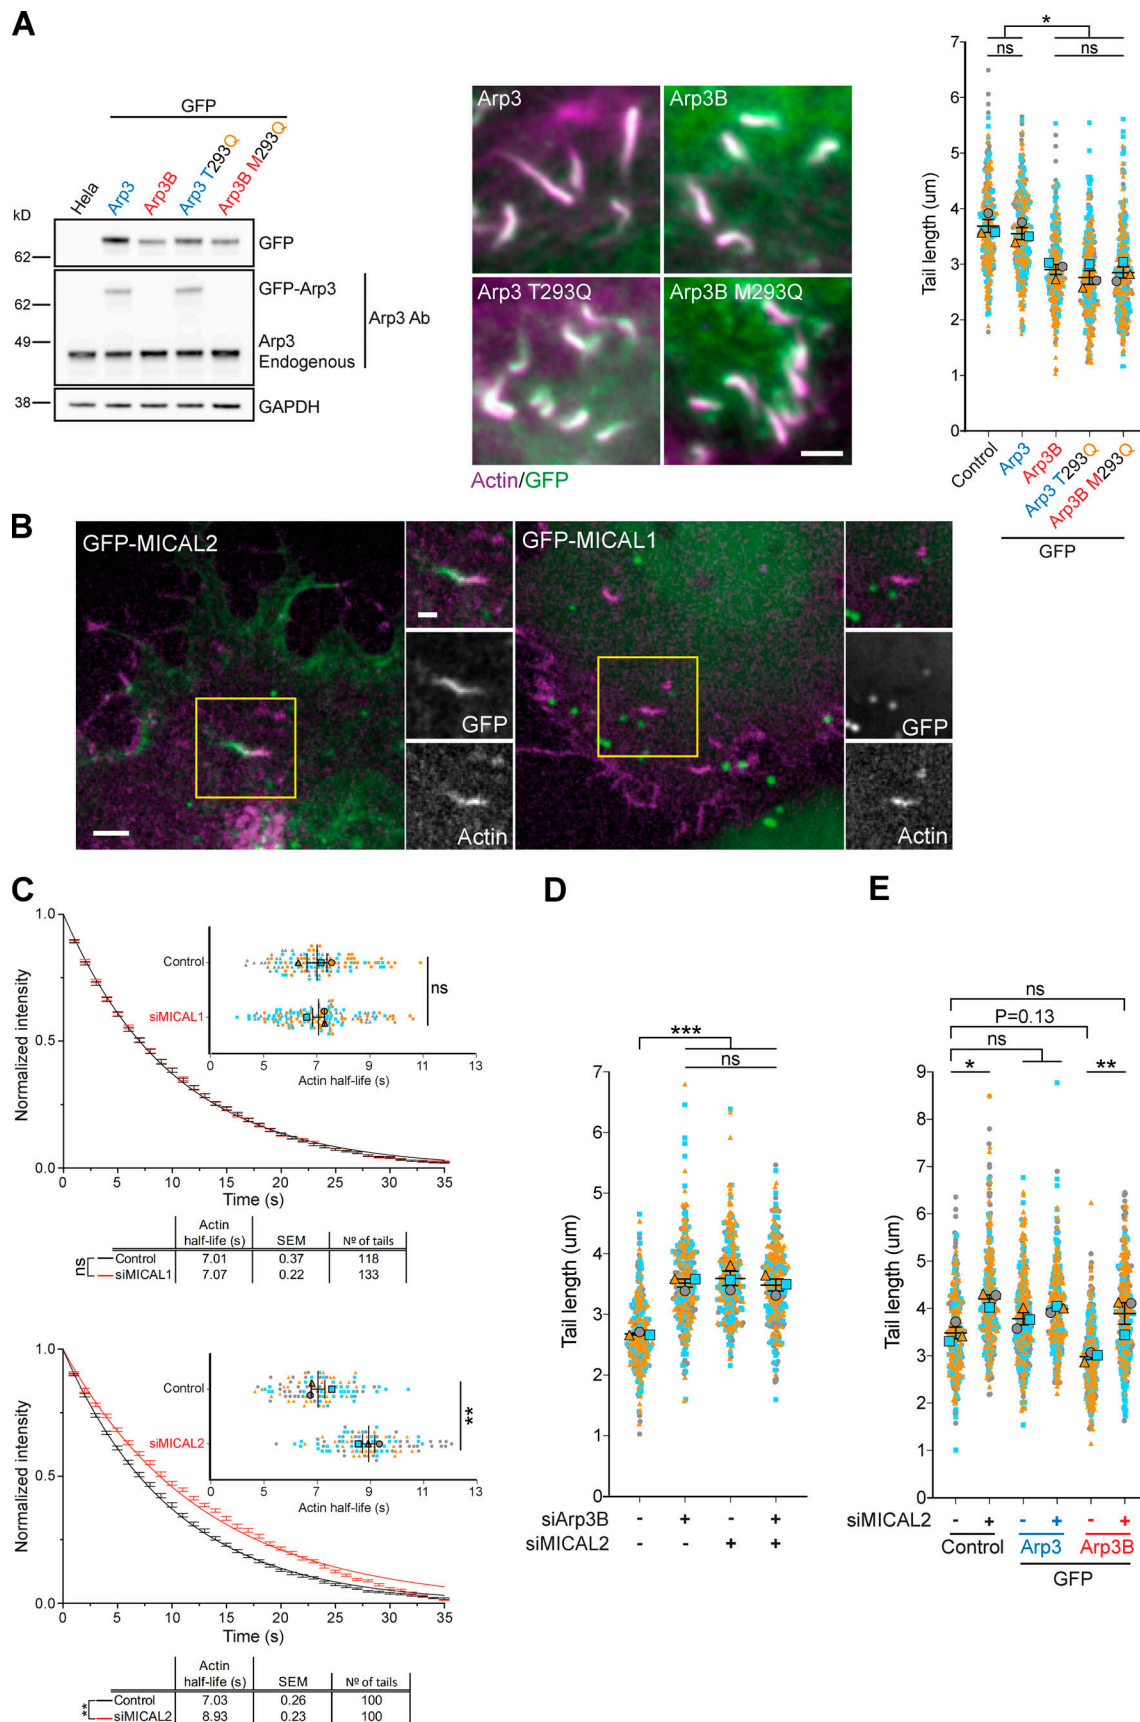 A
GFP
Hela
Arp3
Arp3B
Arp3 T293Q
Arp3B M293Q
kD
62
GFP
62
GFP-Arp3
Arp3 Ab
49
Arp3
Endogenous
38
GAPDH
Arp3
Arp3B
Arp3 T293Q
Arp3B M293Q
Actin/GFP
*
ns
ns
Tail length (um)
7
6
5
4
3
2
1
0
Control
Arp3
Arp3B
Arp3 T293Q
Arp3B M293Q
GFP
B
GFP-MICAL2
GFP
Actin
GFP-MICAL1
GFP
Actin
C
Normalized intensity
1.0
0.5
0.0
0 5 10 15 20 25 30 35
Time (s)
Control
siMICAL1
ns
5 7 9 11 13
Actin half-life (s)
Actin
half-life (s) SEM Nº of tails
ns
Control 7.01 0.37 118
siMICAL1 7.07 0.22 133
Normalized intensity
1.0
0.5
0.0
0 5 10 15 20 25 30 35
Time (s)
Control
siMICAL2
**
5 7 9 11 13
Actin half-life (s)
Actin
half-life (s) SEM Nº of tails
**
Control 7.03 0.26 100
siMICAL2 8.93 0.23 100
D
***
ns
Tail length (um)
7
6
5
4
3
2
1
0
siArp3B - + - +
siMICAL2 - - + +
E
ns
P=0.13
ns
*
**
Tail length (um)
9
8
7
6
5
4
3
2
1
0
siMICAL2 - + - + - +
Control Arp3 Arp3B
GFP